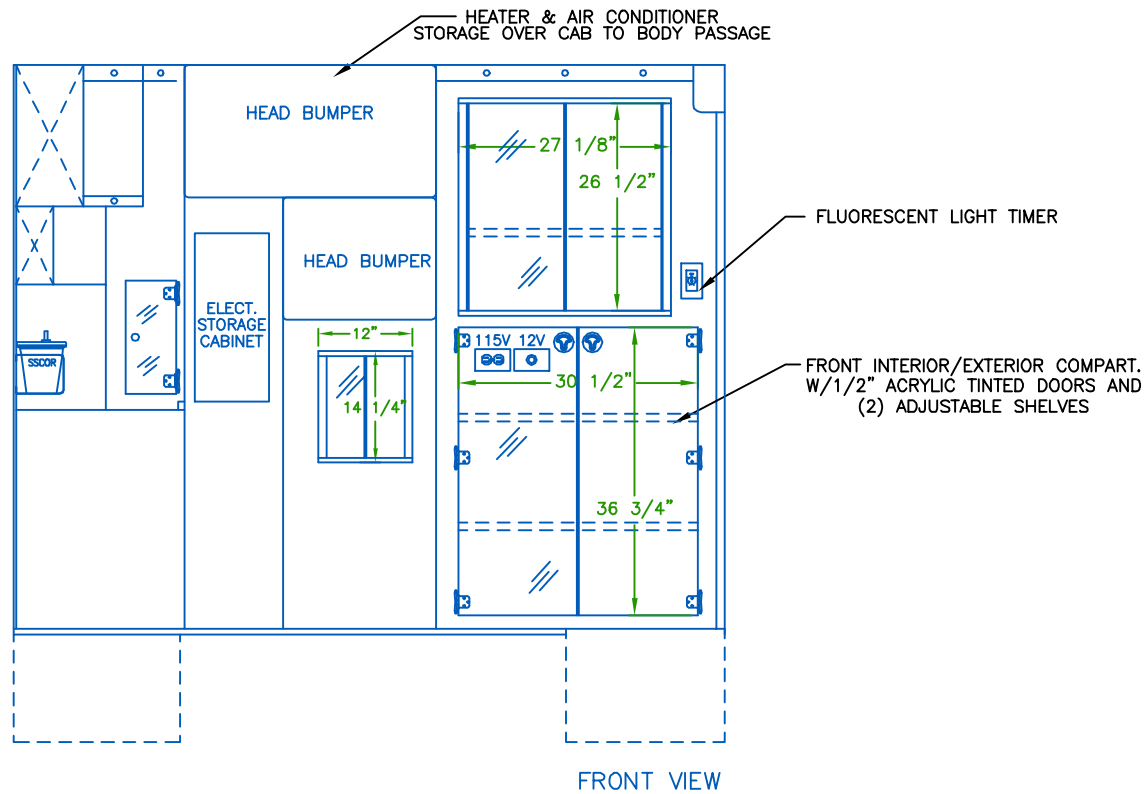 HEATER & AIR CONDITIONER
STORAGE OVER CAB TO BODY PASSAGE
HEAD BUMPER
27 1/8”
26 1/2”
FLUORESCENT LIGHT TIMER
HEAD BUMPER
ELECT.
STORAGE
CABINET
12”
115V 12V
SSCOR
FRONT INTERIOR/EXTERIOR COMPART.
W/1/2” ACRYLIC TINTED DOORS AND
(2) ADJUSTABLE SHELVES
30 1/2”
14 1/4”
36 3/4”
FRONT VIEW